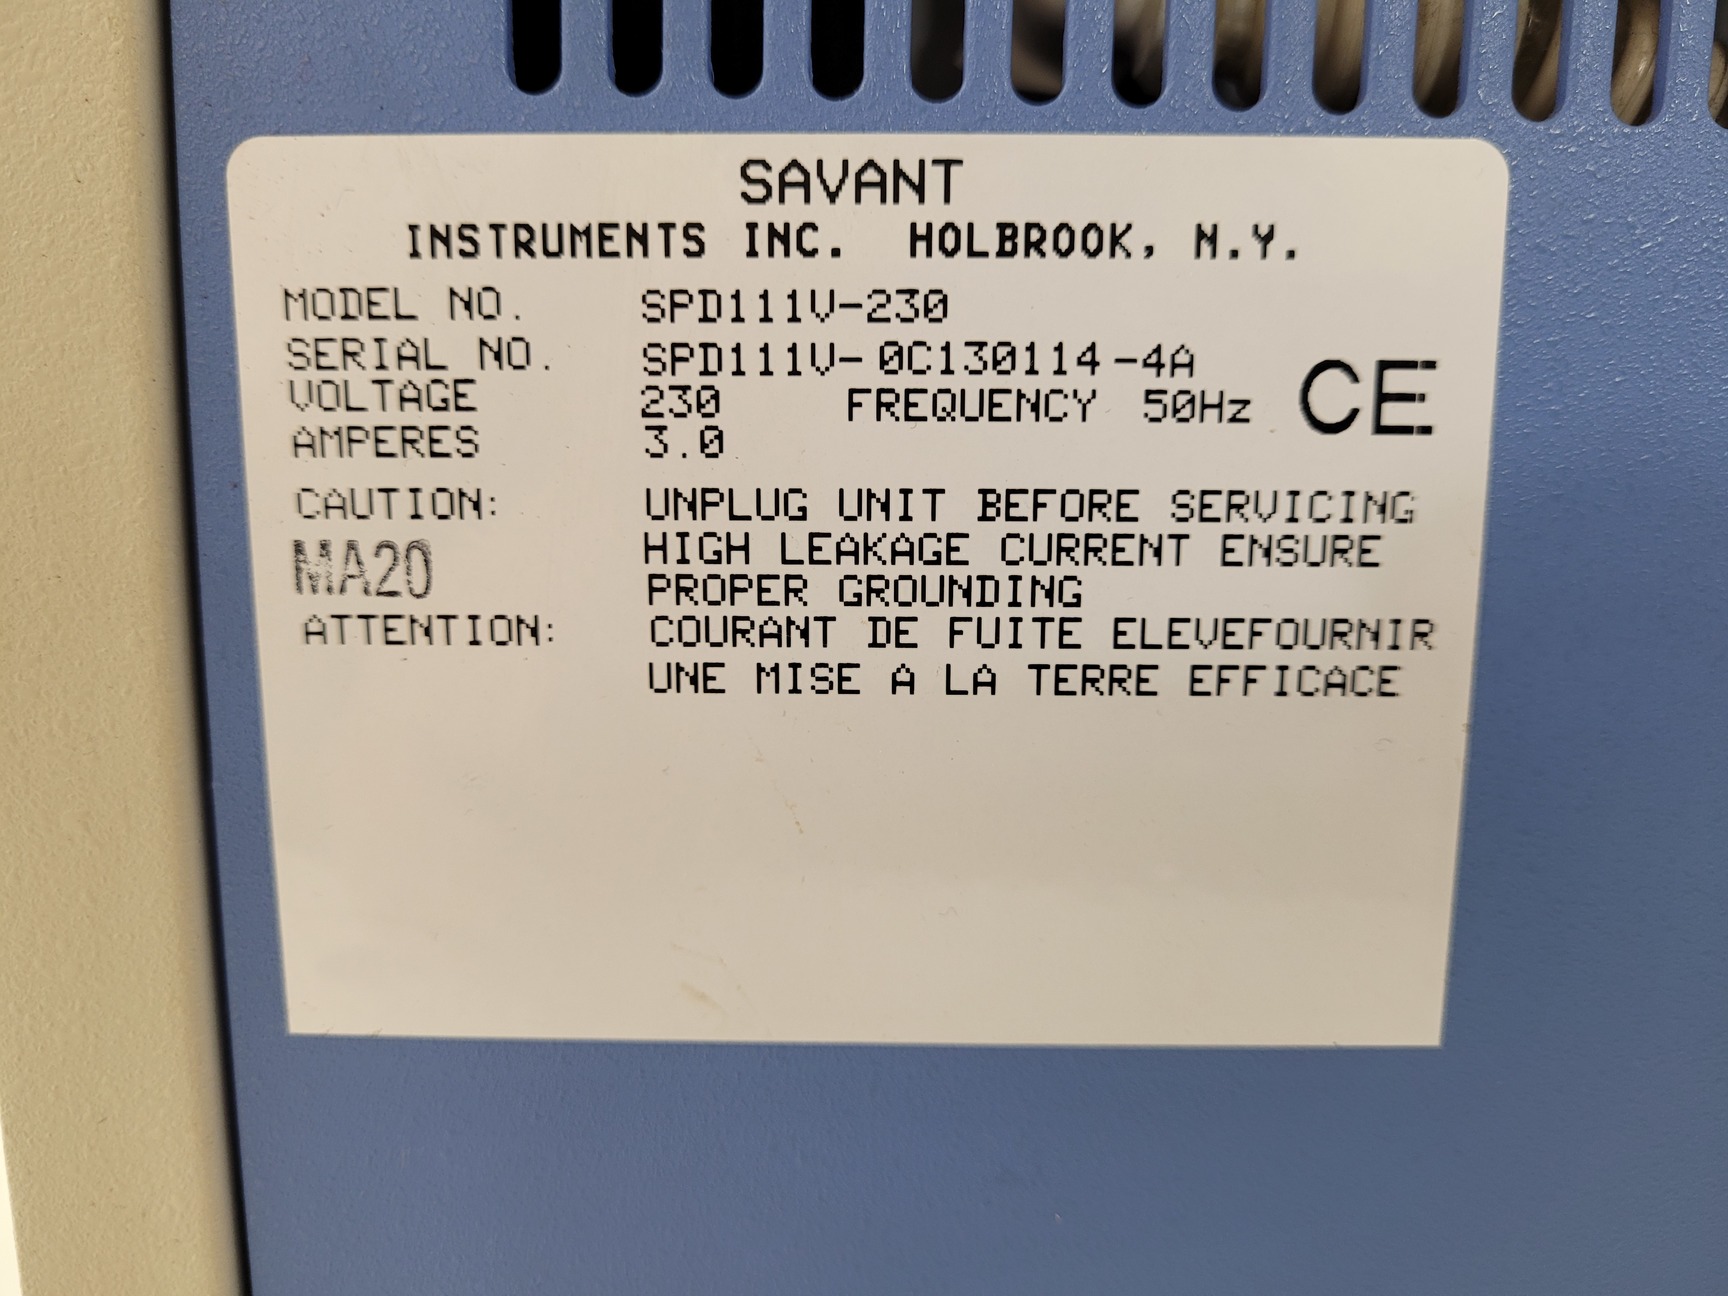 SAVANT
INSTRUMENTS INC. HOLBROOK, N.Y.
MODEL NO. SPD111V-230
SERIAL NO. SPD111V-0C130114-4A
VOLTAGE 230 FREQUENCY 50Hz CE
AMPERES 3.0
CAUTION: UNPLUG UNIT BEFORE SERVICING
MA20 HIGH LEAKAGE CURRENT ENSURE
PROPER GROUNDING
ATTENTION: COURANT DE FUITE ELEVEFOURNIR
UNE MISE A LA TERRE EFFICACE